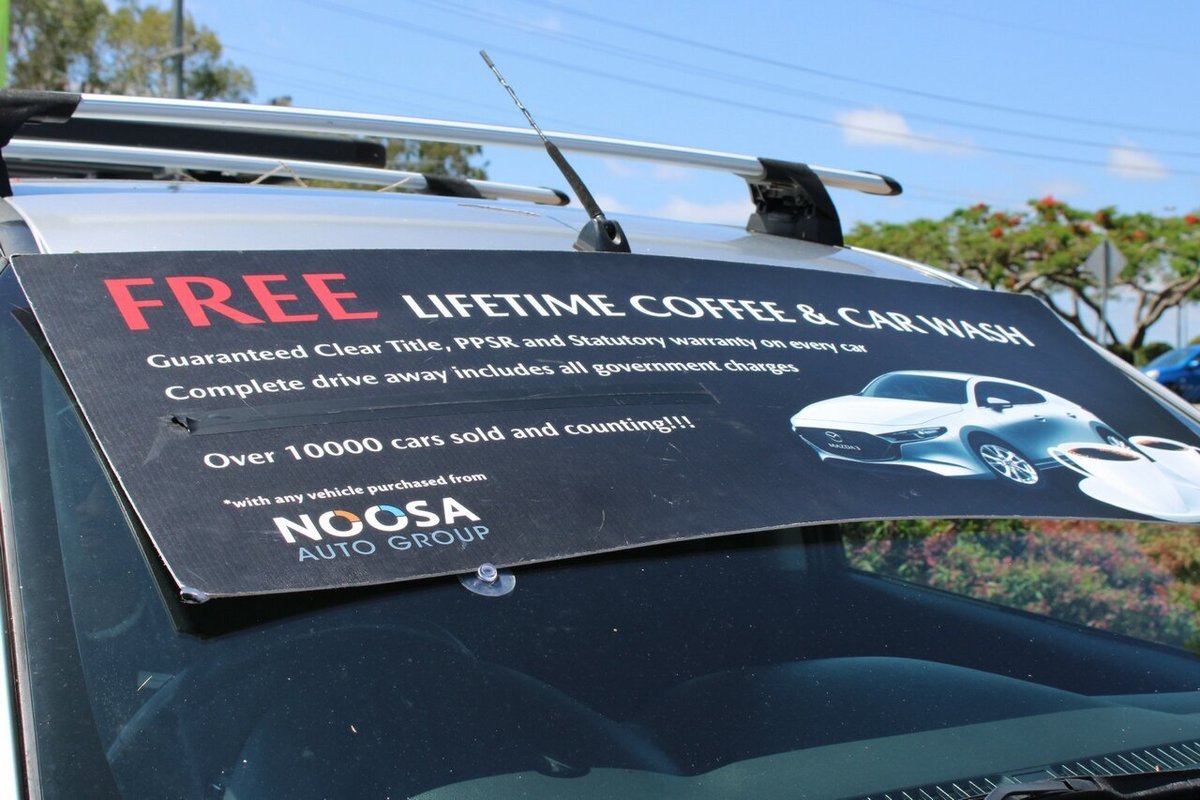 FREE LIFETIME COFFEE & CAR WASH
Guaranteed Clear Title, PPSR and Statutory warranty on every car
Complete drive away includes all government charges
Over 10000 cars sold and counting!!!
*with any vehicle purchased from
NOOSA
AUTO GROUP
MAZDA3